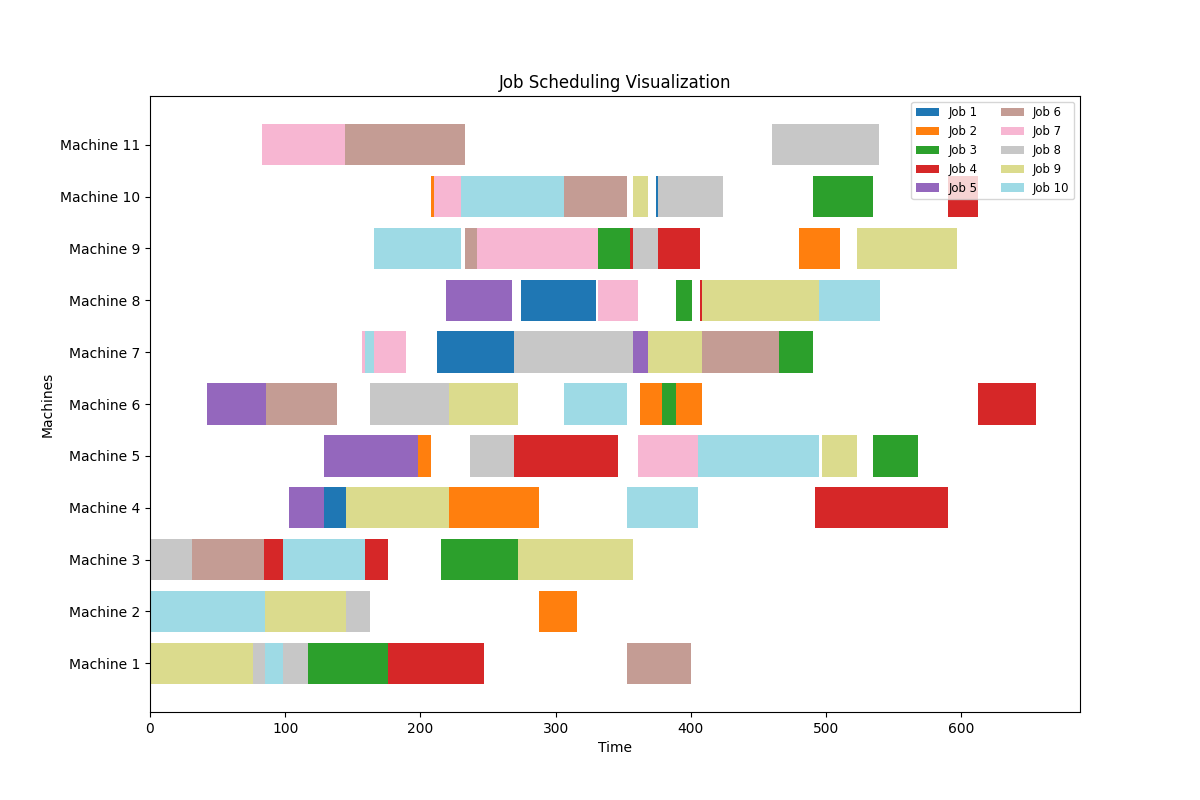 Job Scheduling Visualization
Machine 11
Machine 10
Machine 9
Machine 8
Machine 7
Machine 6
Machine 5
Machine 4
Machine 3
Machine 2
Machine 1
Machines
0 100 200 300 400 500 600
Time
Job 1 Job 6
Job 2 Job 7
Job 3 Job 8
Job 4 Job 9
Job 5 Job 10